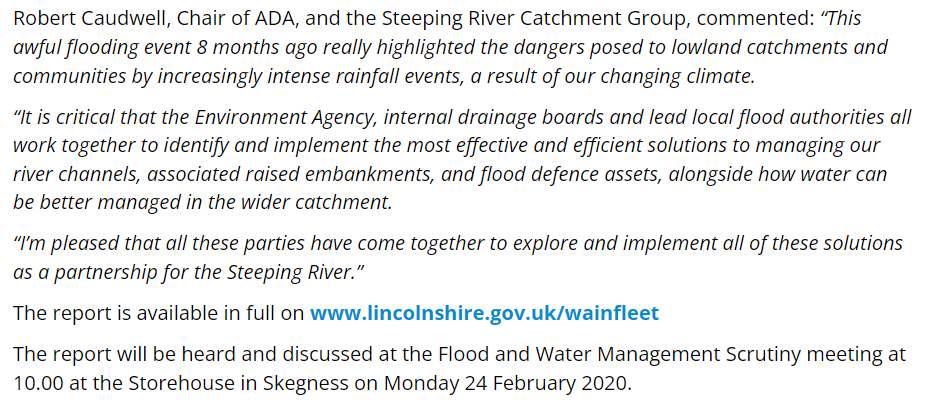 Robert Caudwell, Chair of ADA, and the Steeping River Catchment Group, commented: “This
awful flooding event 8 months ago really highlighted the dangers posed to lowland catchments and
communities by increasingly intense rainfall events, a result of our changing climate.
“It is critical that the Environment Agency, internal drainage boards and lead local flood authorities all
work together to identify and implement the most effective and efficient solutions to managing our
river channels, associated raised embankments, and flood defence assets, alongside how water can
be better managed in the wider catchment.
“I’m pleased that all these parties have come together to explore and implement all of these solutions
as a partnership for the Steeping River.”
The report is available in full on www.lincolnshire.gov.uk/wainfleet
The report will be heard and discussed at the Flood and Water Management Scrutiny meeting at
10.00 at the Storehouse in Skegness on Monday 24 February 2020.